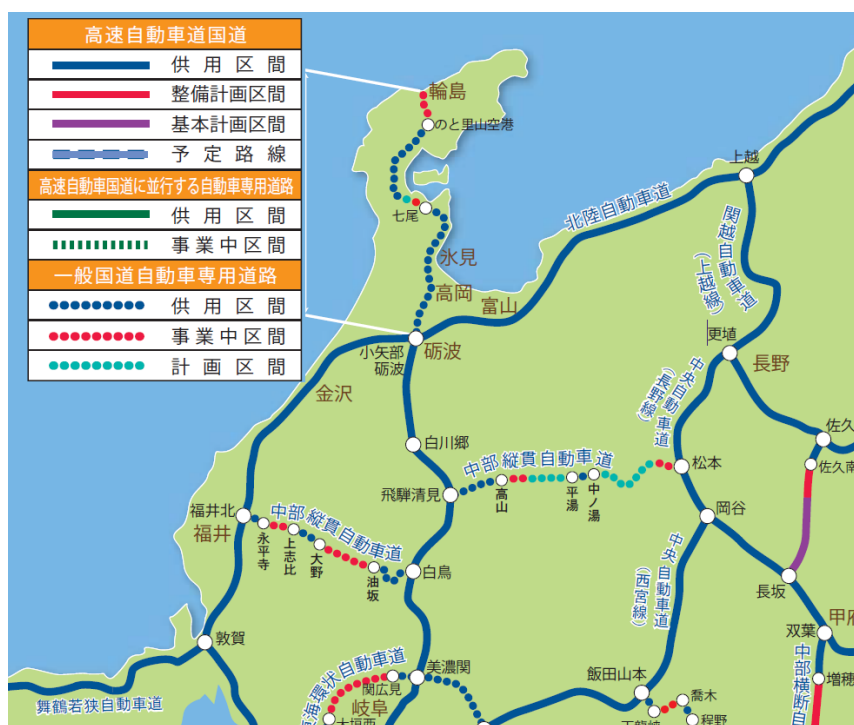 高速自動車道国道
供用区間
整備計画区間
基本計画区間
予定路線
高速自動車国道に並行する自動車専用道路
供用区間
事業中区間
一般国道自動車専用道路
供用区間
事業中区間
計画区間
輪島
のと里山空港
七尾
氷見
高岡
富山
北陸自動車道
上越
関越自動車道
(上越線)
小矢部
砺波
砺波
金沢
更埴
長野
中央自動車道
(長野線)
佐久
佐久南
白川郷
中部縦貫自動車道
松本
飛騨清見
高山
平湯
中ノ湯
岡谷
福井北
福井
中部縦貫自動車道
永平寺
上志比
大野
油坂
白鳥
中央自動車道
(西宮線)
長坂
甲府
双葉
敦賀
東海環状自動車道
美濃関
関広見
岐阜
大垣西
飯田山本
喬木
程野
中部横断自
増穂
舞鶴若狭自動車道